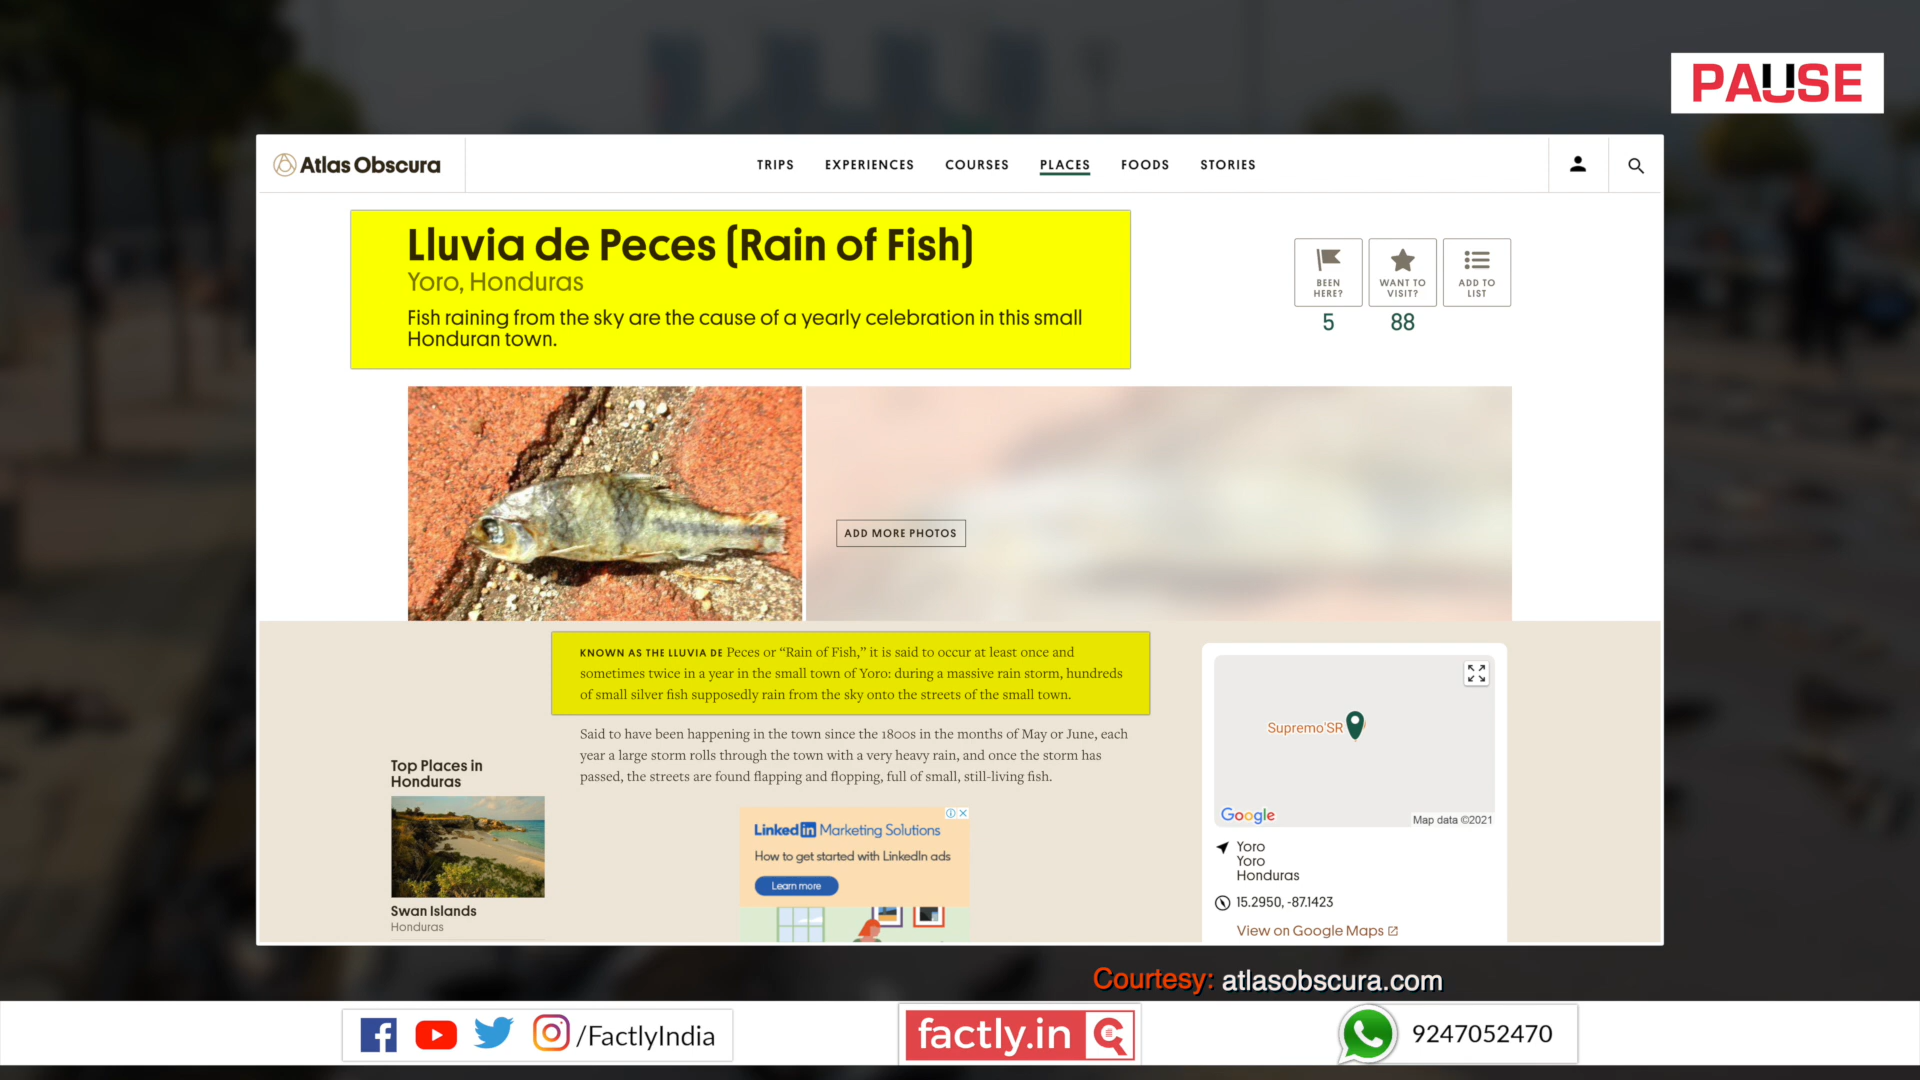 PAUSE
Atlas Obscura
TRIPS EXPERIENCES COURSES PLACES FOODS STORIES
Lluvia de Peces (Rain of Fish)
Yoro, Honduras
Fish raining from the sky are the cause of a yearly celebration in this small
Honduran town.
BEEN
HERE?
5
WANT TO
VISIT?
88
ADD TO
LIST
ADD MORE PHOTOS
KNOWN AS THE LLUVIA DE Peces or “Rain of Fish,” it is said to occur at least once and
sometimes twice in a year in the small town of Yoro: during a massive rain storm, hundreds
of small silver fish supposedly rain from the sky onto the streets of the small town.
Said to have been happening in the town since the 1800s in the months of May or June, each
year a large storm rolls through the town with a very heavy rain, and once the storm has
passed, the streets are found flapping and flopping, full of small, still-living fish.
Top Places in
Honduras
Swan Islands
Honduras
Linked in Marketing Solutions
How to get started with LinkedIn ads
Learn more
Supremo'SR
Google
Map data ©2021
Yoro
Yoro
Honduras
15.2950, -87.1423
View on Google Maps
Courtesy: atlasobscura.com
/FactlyIndia
factly.in
9247052470